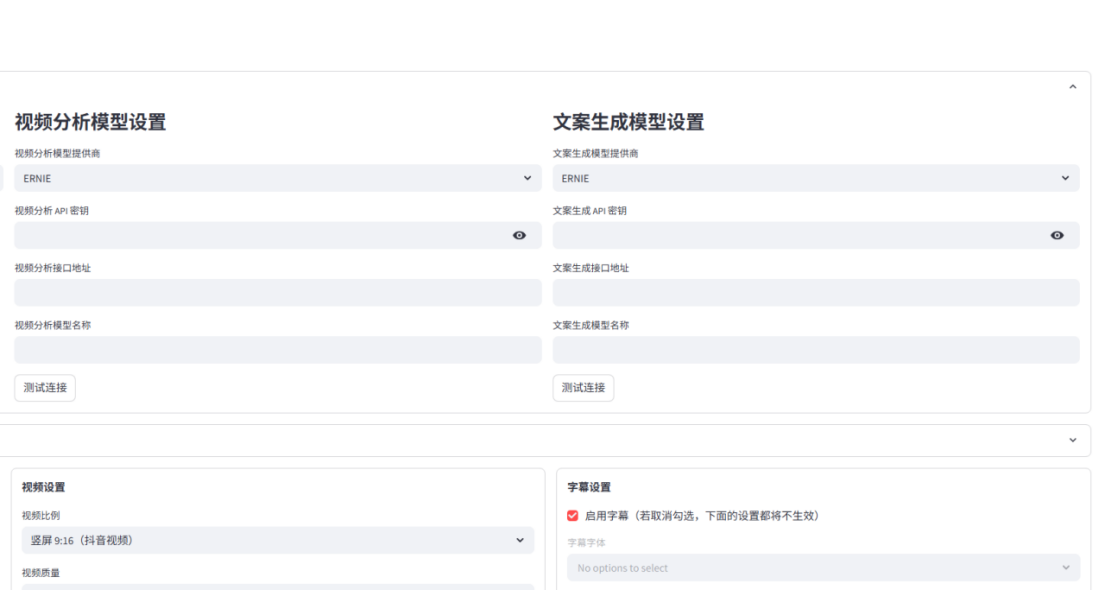 视频分析模型设置
视频分析模型提供商
ERNIE
视频分析 API 密钥
视频分析接口地址
视频分析模型名称
测试连接
文案生成模型设置
文案生成模型提供商
ERNIE
文案生成 API 密钥
文案生成接口地址
文案生成模型名称
测试连接
视频设置
视频比例
竖屏 9:16（抖音视频）
视频质量
字幕设置
启用字幕（若取消勾选，下面的设置都将不生效）
字幕字体
No options to select